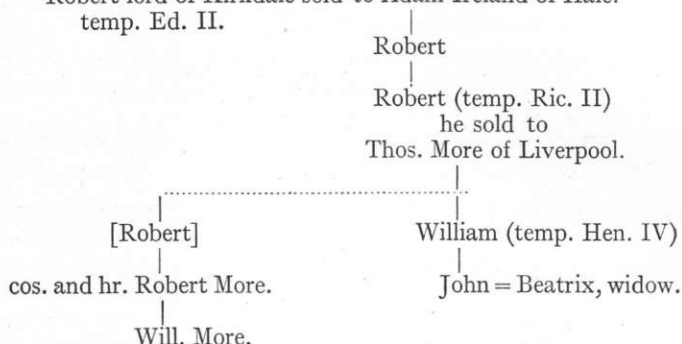 Robert lord of Kirkdale sold to Adam Ireland of Hale.
temp. Ed. II.
Robert
Robert (temp. Ric. II)
he sold to
Thos. More of Liverpool.
[Robert]
William (temp. Hen. IV)
cos. and hr. Robert More.
John = Beatrix, widow.
Will. More.